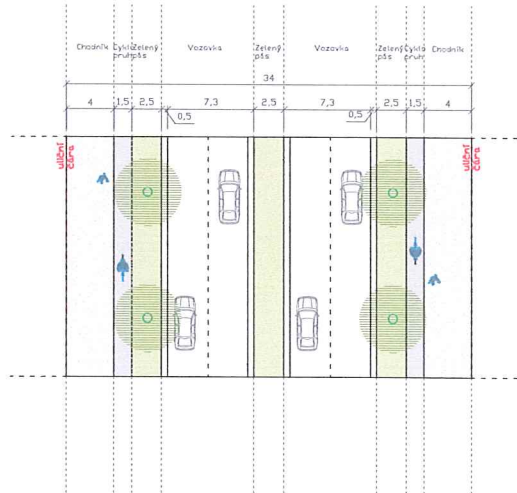 Chodník Cyklo Zelený Vozovka Zelený Vozovka Zelený Cyklo Chodník
pruh pás pás pás pruh
34
4 1,5 2,5 7,3 2.5 7,3 2,5 1,5 4
0,5 0,5
uliční
čára
uliční
čára